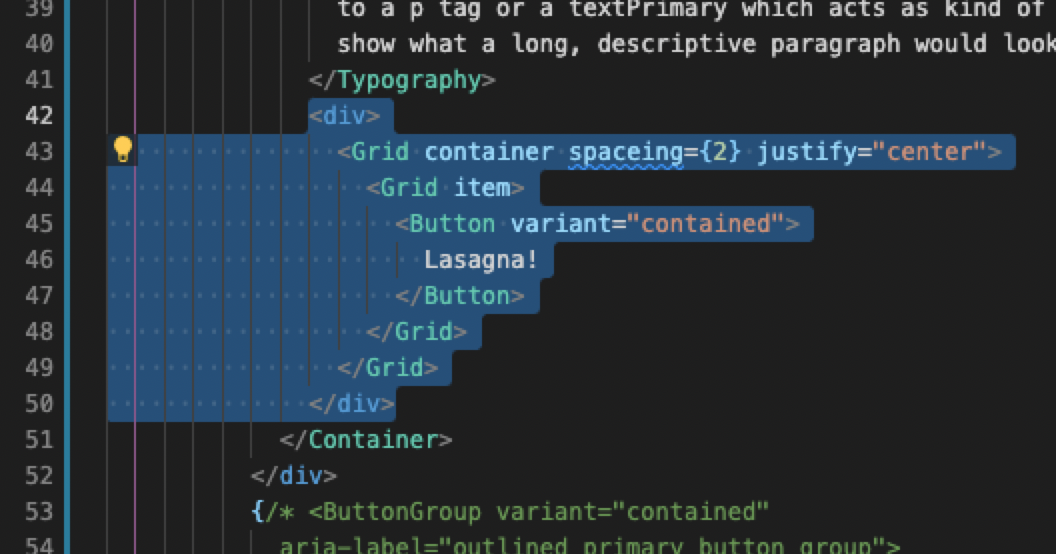 39 to a p tag or a textPrimary which acts as kind of
40 show what a long, descriptive paragraph would look
41 </Typography>
42 <div>
43 <Grid container spaceing={2} justify="center">
44 <Grid item>
45 <Button variant="contained">
46 Lasagna!
47 </Button>
48 </Grid>
49 </Grid>
50 </div>
51 </Container>
52 </div>
53 {/* <ButtonGroup variant="contained"
54 aria-label="outlined primary button group">